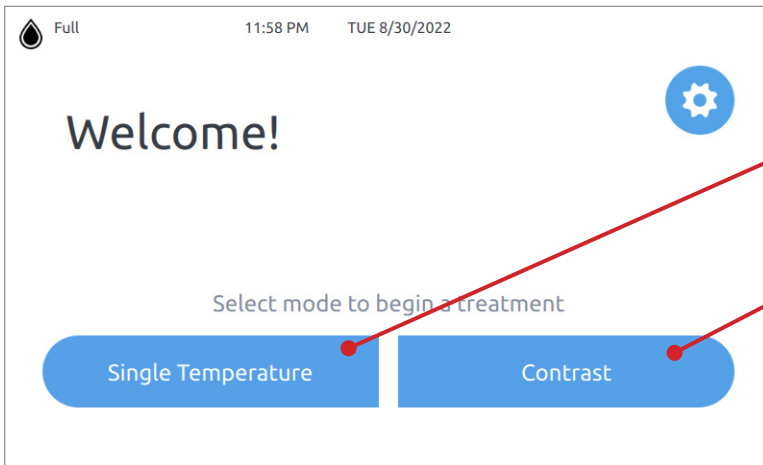 Full 11:58 PM TUE 8/30/2022
Welcome!
Select mode to begin a treatment
Single Temperature Contrast